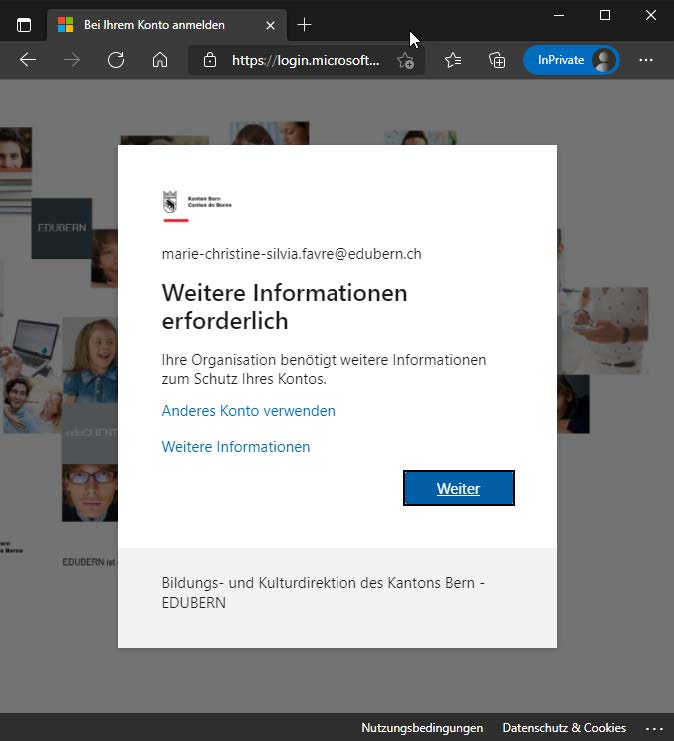 Bei Ihrem Konto anmelden
https://login.microsoft...
InPrivate
Kanton Bern
Canton de Berne
marie-christine-silvia.favre@edubern.ch
Weitere Informationen
erforderlich
Ihre Organisation benötigt weitere Informationen
zum Schutz Ihres Kontos.
Anderes Konto verwenden
Weitere Informationen
Weiter
Bildungs- und Kulturdirektion des Kantons Bern -
EDUBERN
EDUBERN
eduCLIENT
ern
e Berne
EDUBERN ist
Nutzungsbedingungen
Datenschutz & Cookies